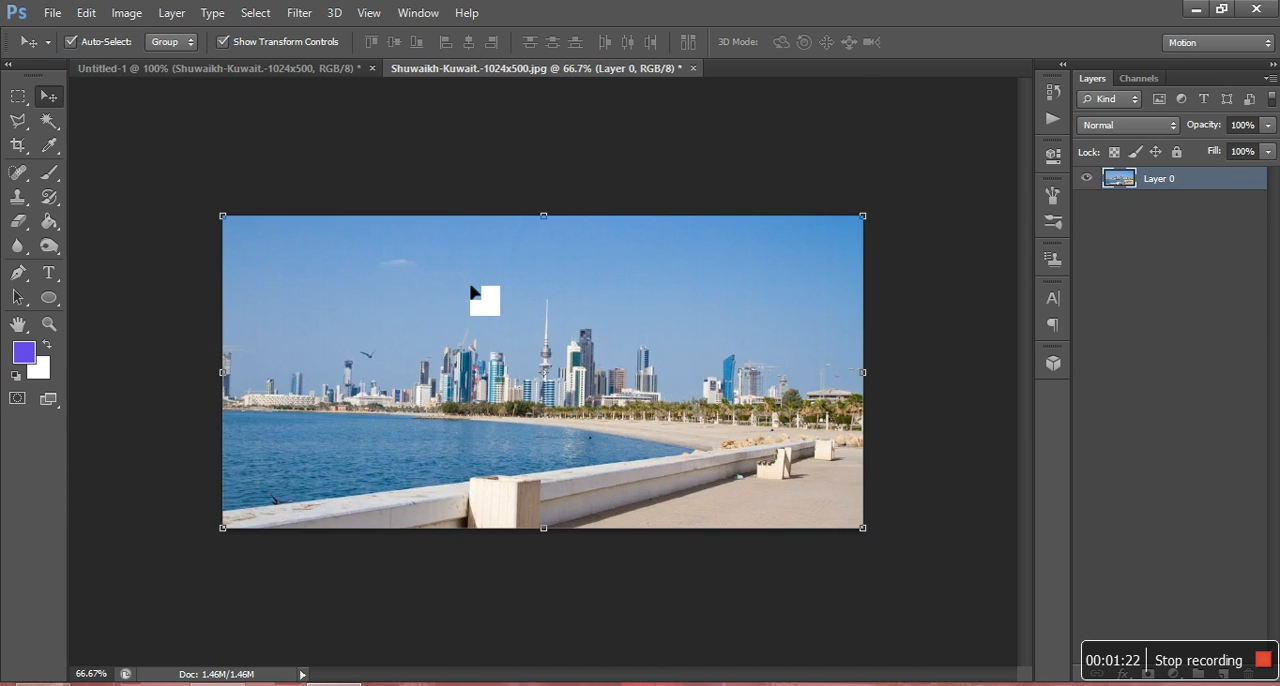 Ps File Edit Image Layer Type Select Filter 3D View Window Help
Auto-Select: Group Show Transform Controls 3D Mode: Motion
Untitled-1 @ 100% (Shuwaikh-Kuwait.-1024x500, RGB/8) * × Shuwaikh-Kuwait.-1024x500.jpg @ 66.7% (Layer 0, RGB/8) * ×
Layers Channels
Kind
Normal Opacity: 100%
Lock: Fill: 100%
Layer 0
66.67% Doc: 1.46M/1.46M
00:01:22 Stop recording